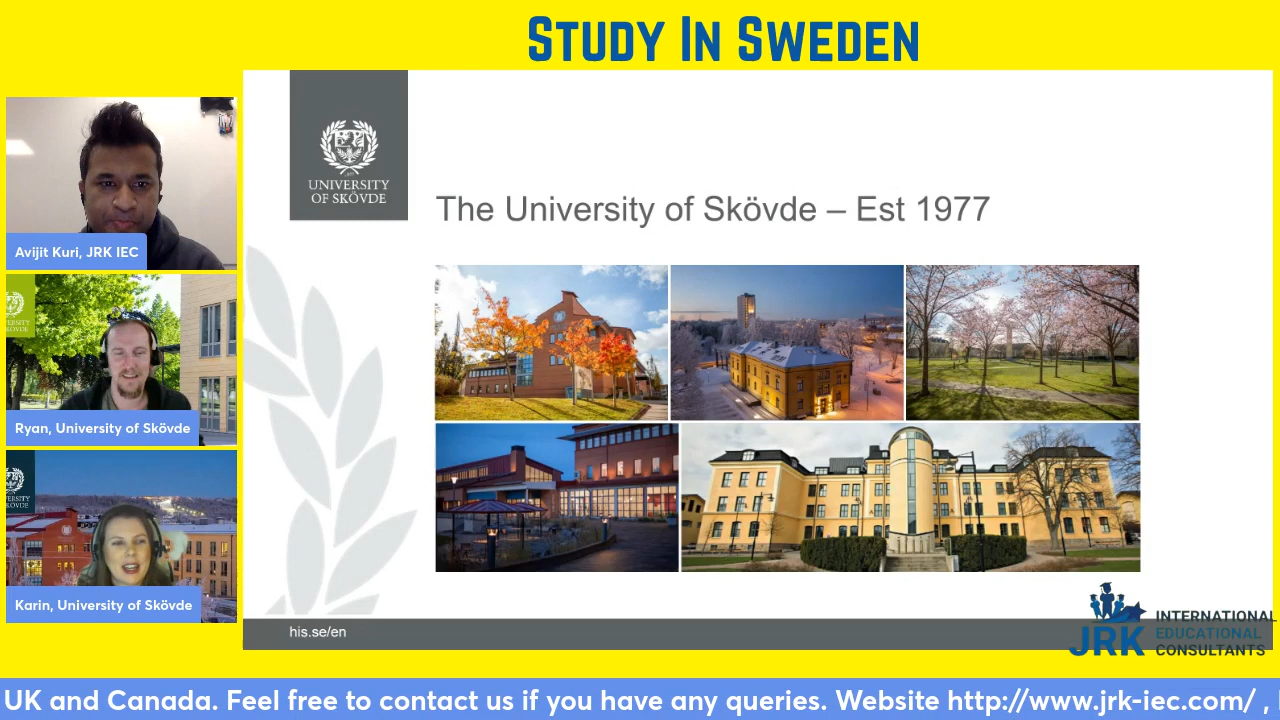 STUDY IN SWEDEN
UNIVERSITY
OF SKÖVDE
The University of Skövde – Est 1977
Avijit Kuri, JRK IEC
Ryan, University of Skövde
Karin, University of Skövde
his.se/en
JRK
INTERNATIONAL
EDUCATIONAL
CONSULTANTS
UK and Canada. Feel free to contact us if you have any queries. Website http://www.jrk-iec.com/ ,